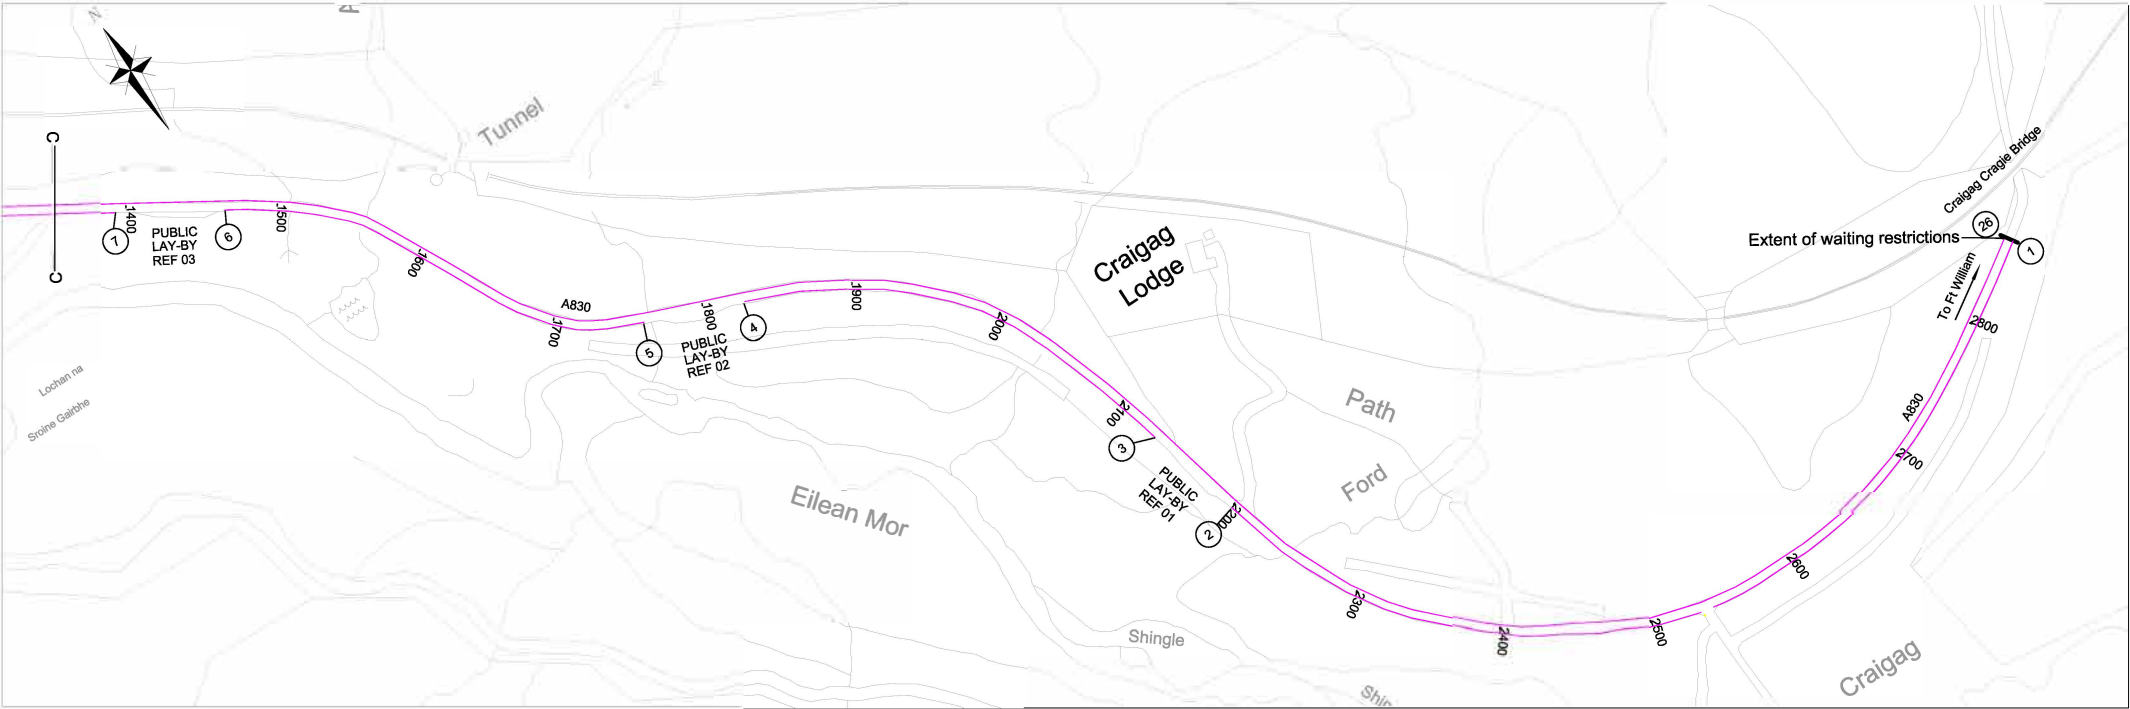 N
Tunnel
C
C
1400
1500
7
6
PUBLIC
LAY-BY
REF 03
1600
A830
1700
1800
1900
2000
5
4
PUBLIC
LAY-BY
REF 02
Lochan na
Sroine Gairbhe
Eilean Mor
Craigag
Lodge
2100
3
PUBLIC
LAY-BY
REF 01
2
2200
Path
Ford
2300
2400
2500
2600
2700
2800
A830
To Ft William
Extent of waiting restrictions
26
1
Craigag Cragie Bridge
Shingle
Craigag